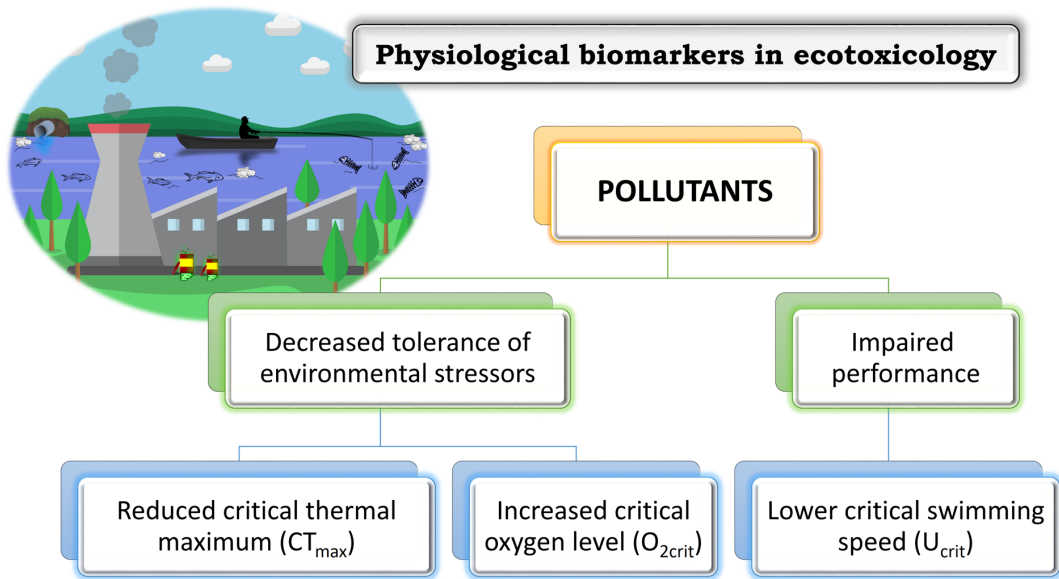 Physiological biomarkers in ecotoxicology
POLLUTANTS
Decreased tolerance of
environmental stressors
Impaired
performance
Reduced critical thermal
maximum (CTmax)
Increased critical
oxygen level (O2crit)
Lower critical swimming
speed (Ucrit)